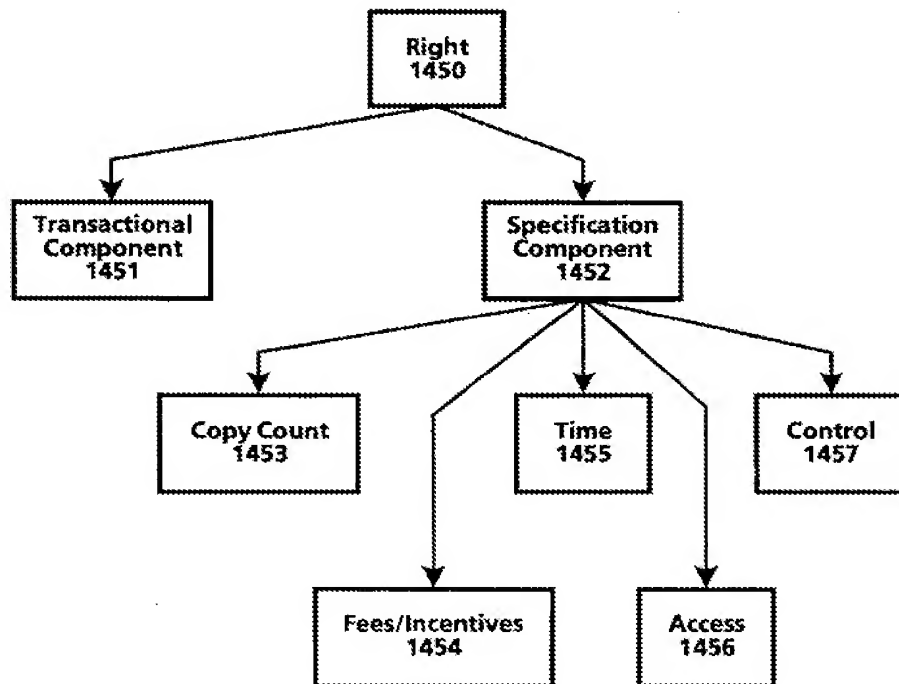 Right
1450
Transactional
Component
1451
Specification
Component
1452
Copy Count
1453
Time
1455
Control
1457
Fees/Incentives
1454
Access
1456